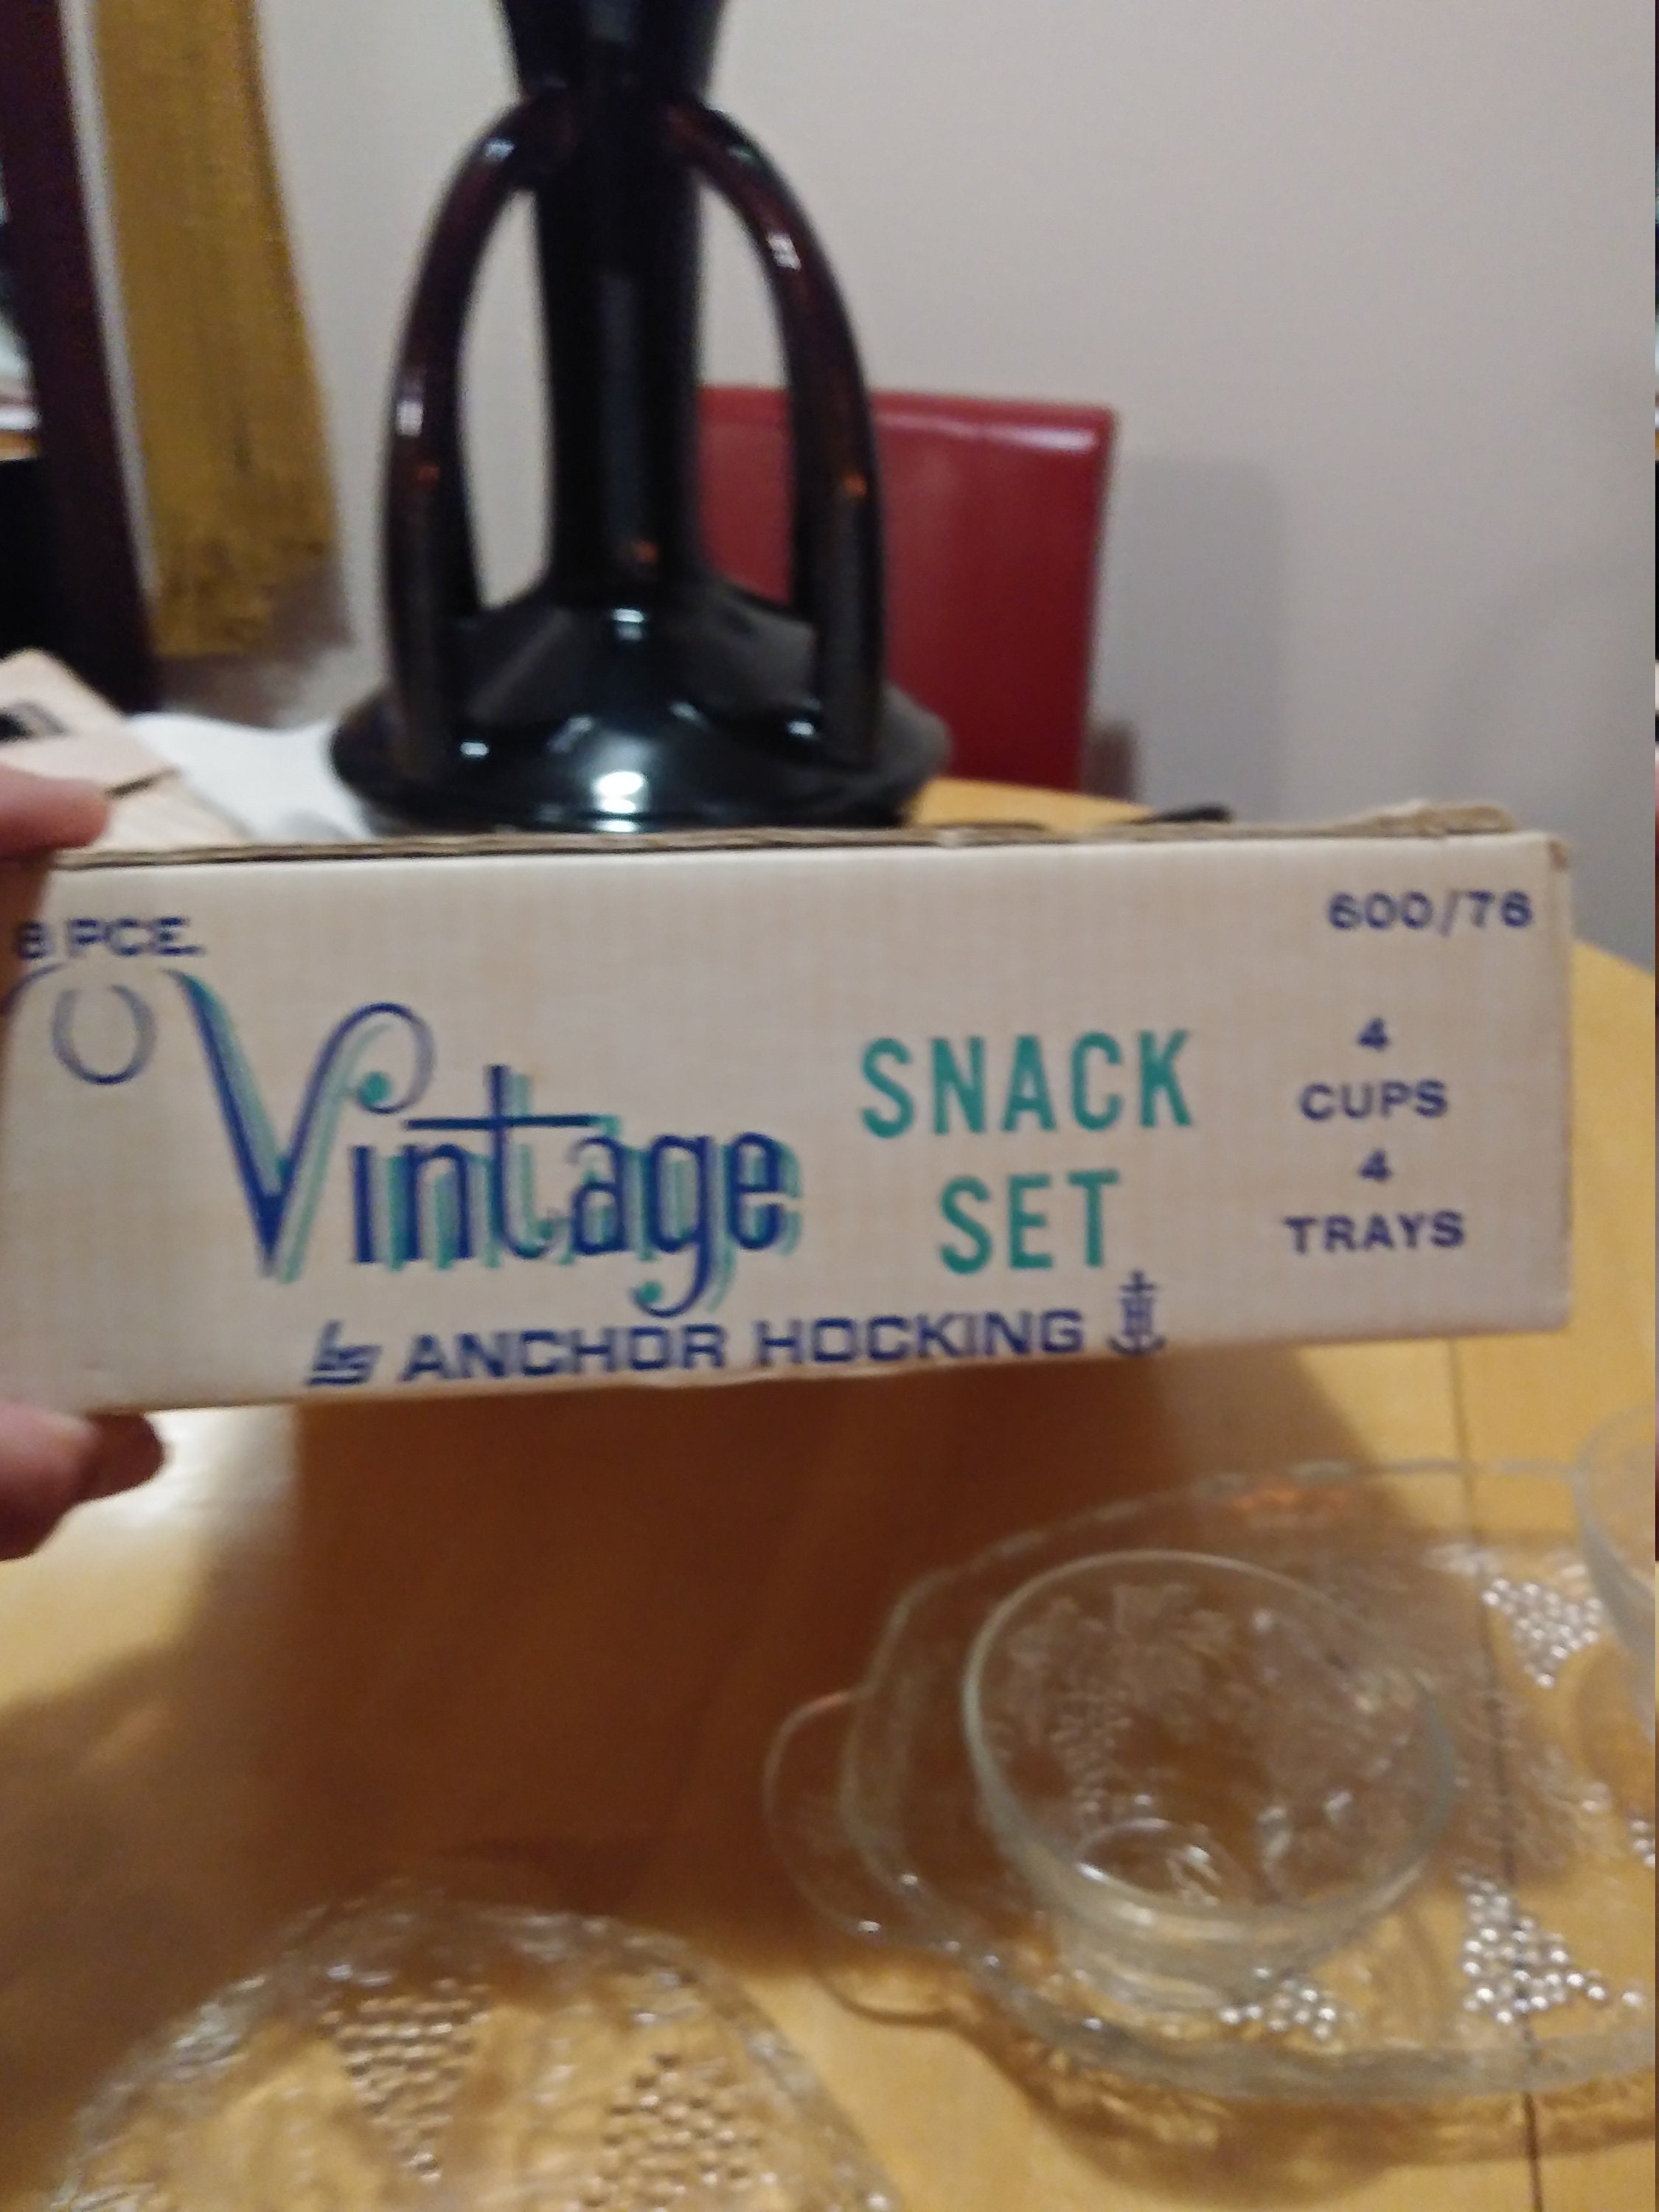 8 PCE.
600/76
Vintage
SNACK
SET
4
CUPS
4
TRAYS
by ANCHOR HOCKING